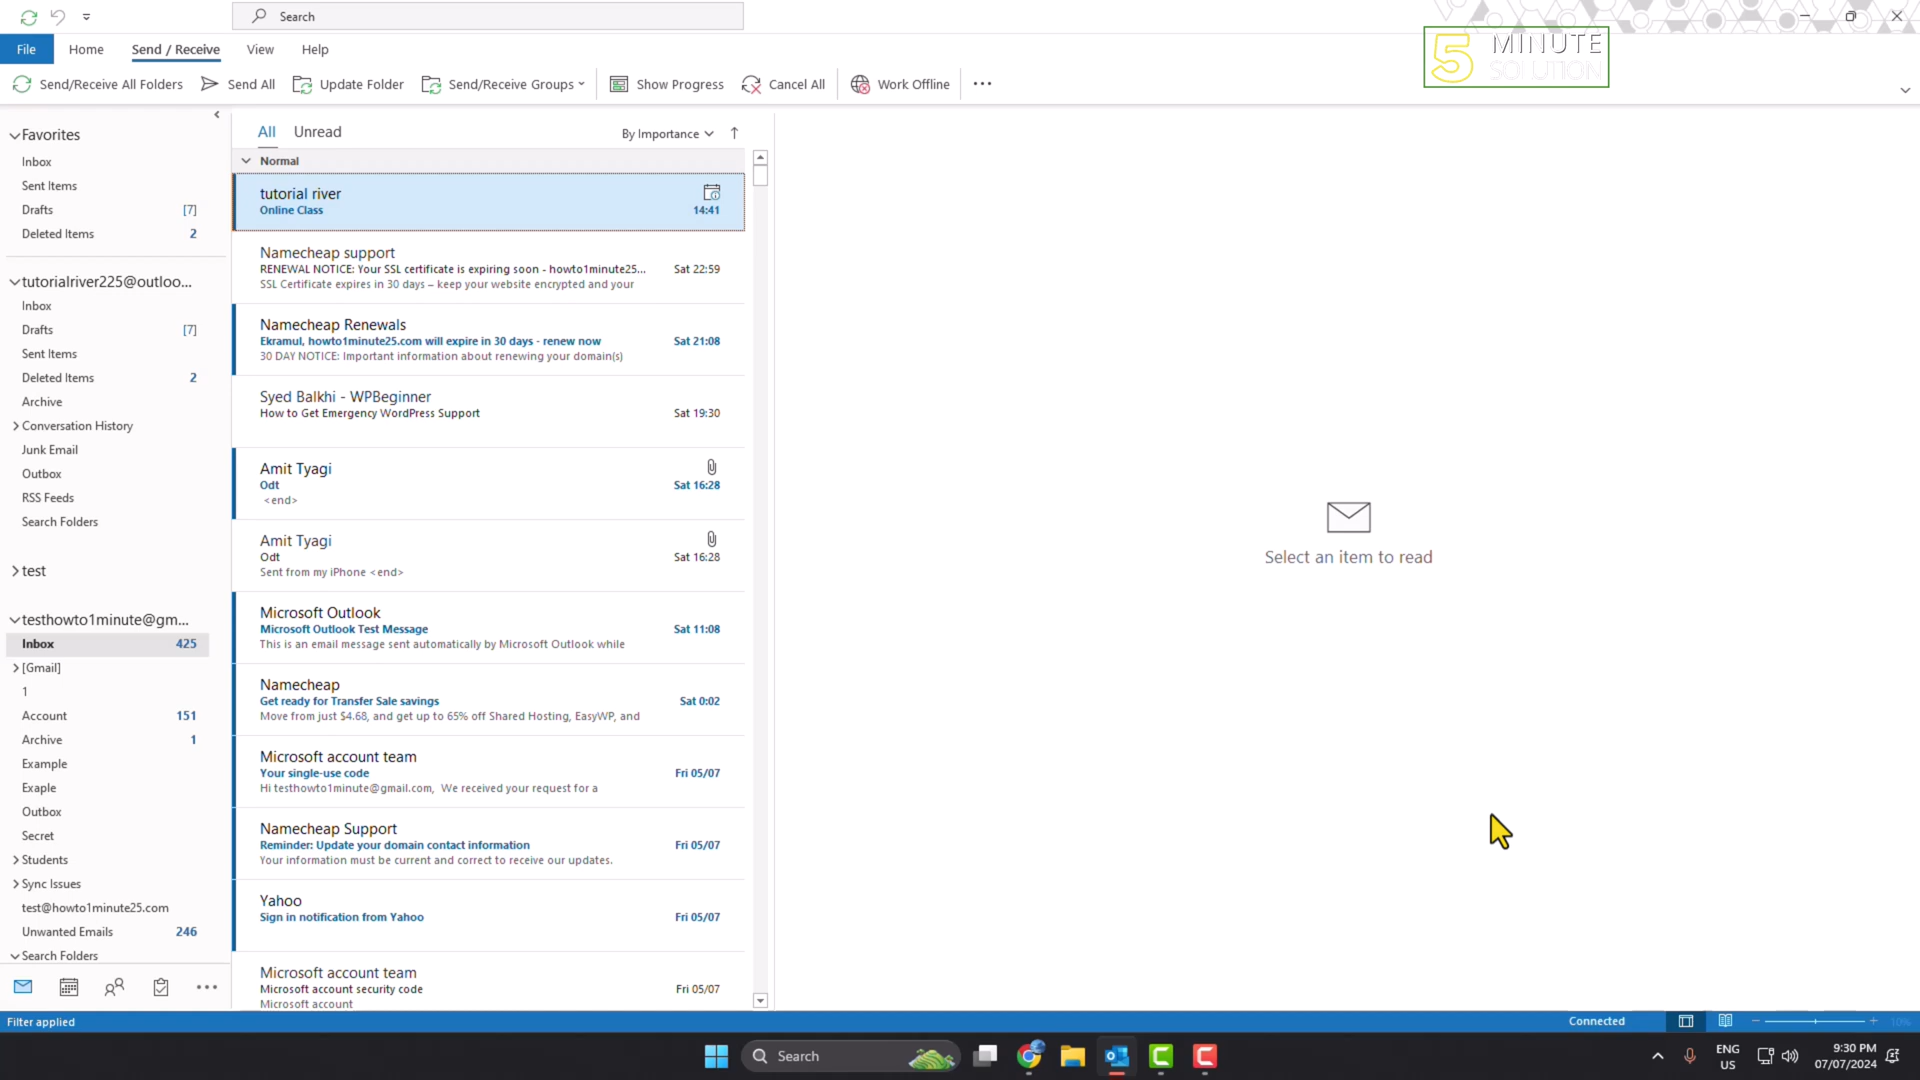 Search
5 MINUTE
SOLUTION
File Home Send / Receive View Help
Send/Receive All Folders Send All Update Folder Send/Receive Groups Show Progress Cancel All Work Offline
Favorites
Inbox
Sent Items
Drafts [7]
Deleted Items 2
tutorialriver225@outloo...
Inbox
Drafts [7]
Sent Items
Deleted Items 2
Archive
Conversation History
Junk Email
Outbox
RSS Feeds
Search Folders
test
testhowto1minute@gm...
Inbox 425
[Gmail]
1
Account 151
Archive 1
Example
Exaple
Outbox
Secret
Students
Sync Issues
test@howto1minute25.com
Unwanted Emails 246
Search Folders
All Unread By Importance
Normal
tutorial river
Online Class 14:41
Namecheap support
RENEWAL NOTICE: Your SSL certificate is expiring soon - howto1minute25... Sat 22:59
SSL Certificate expires in 30 days – keep your website encrypted and your
Namecheap Renewals
Ekramul, howto1minute25.com will expire in 30 days - renew now Sat 21:08
30 DAY NOTICE: Important information about renewing your domain(s)
Syed Balkhi - WPBeginner
How to Get Emergency WordPress Support Sat 19:30
Amit Tyagi
Odt Sat 16:28
<end>
Amit Tyagi
Odt Sat 16:28
Sent from my iPhone <end>
Microsoft Outlook
Microsoft Outlook Test Message Sat 11:08
This is an email message sent automatically by Microsoft Outlook while
Namecheap
Get ready for Transfer Sale savings Sat 0:02
Move from just $4.68, and get up to 65% off Shared Hosting, EasyWP, and
Microsoft account team
Your single-use code Fri 05/07
Hi testhowto1minute@gmail.com, We received your request for a
Namecheap Support
Reminder: Update your domain contact information Fri 05/07
Your information must be current and correct to receive our updates.
Yahoo
Sign in notification from Yahoo Fri 05/07
Microsoft account team
Microsoft account security code Fri 05/07
Microsoft account
Select an item to read
Filter applied Connected 10%
Search
ENG
US
9:30 PM
07/07/2024